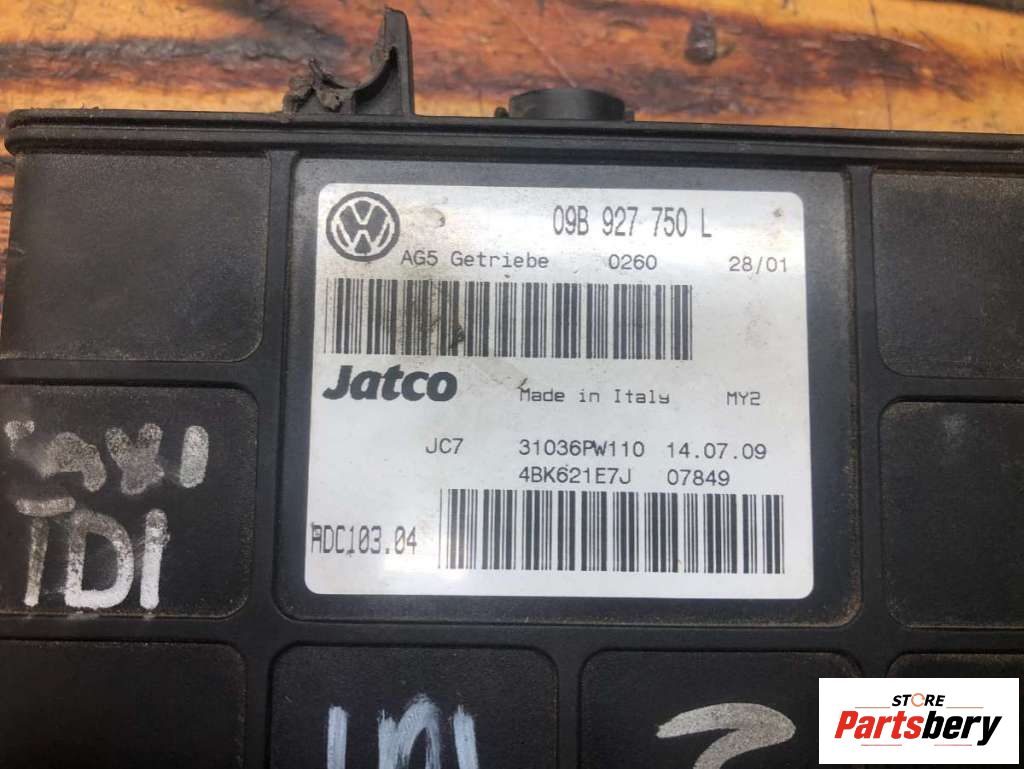 VW
09B 927 750 L
AG5 Getriebe 0260 28/01
Jatco Made in Italy MY2
JC7 31036PW110 14.07.09
4BK621E7J 07849
ADC103.04
TDI
STORE
Partsbery